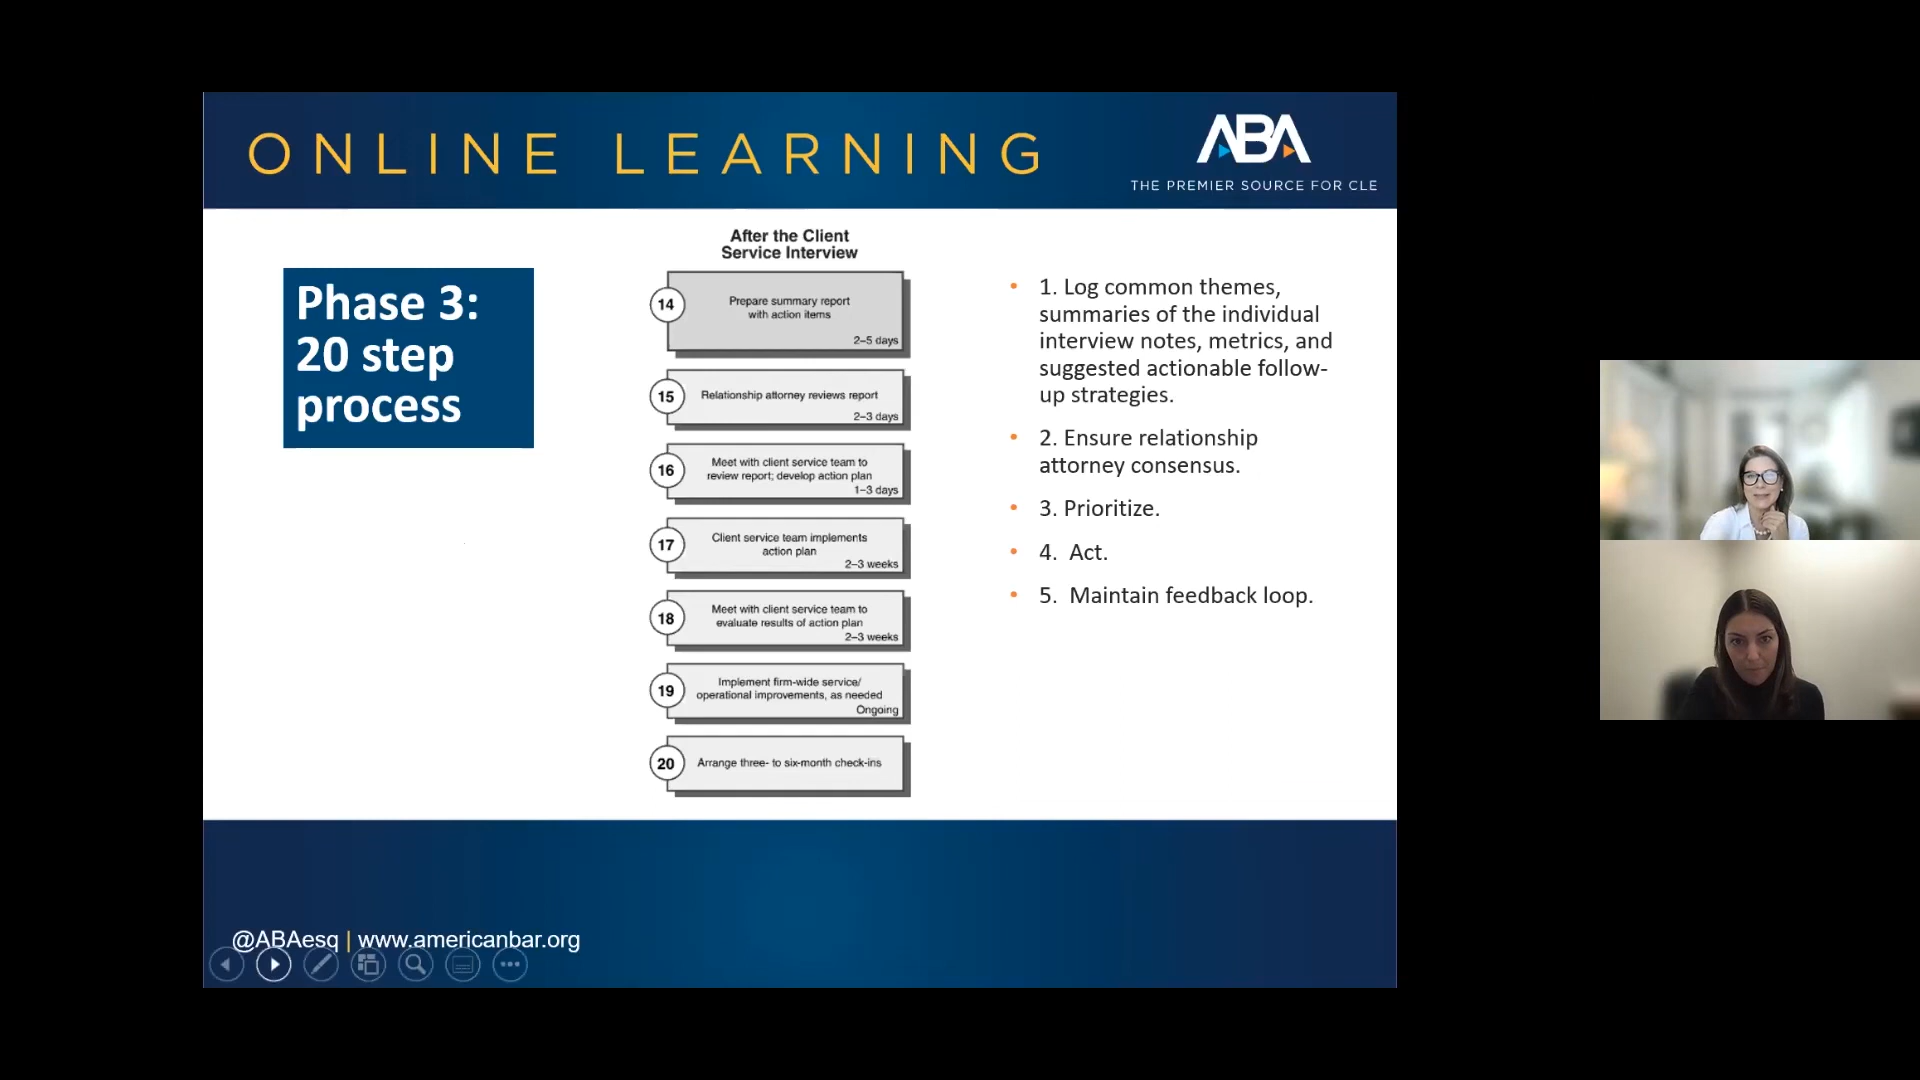 ONLINE LEARNING
ABA
THE PREMIER SOURCE FOR CLE
Phase 3:
20 step
process
After the Client
Service Interview
14
Prepare summary report
with action items
2–5 days
15
Relationship attorney reviews report
2–3 days
16
Meet with client service team to
review report; develop action plan
1–3 days
17
Client service team implements
action plan
2–3 weeks
18
Meet with client service team to
evaluate results of action plan
2–3 weeks
19
Implement firm-wide service/
operational improvements, as needed
Ongoing
20
Arrange three- to six-month check-ins
• 1. Log common themes,
summaries of the individual
interview notes, metrics, and
suggested actionable follow-
up strategies.
• 2. Ensure relationship
attorney consensus.
• 3. Prioritize.
• 4. Act.
• 5. Maintain feedback loop.
@ABAesq | www.americanbar.org